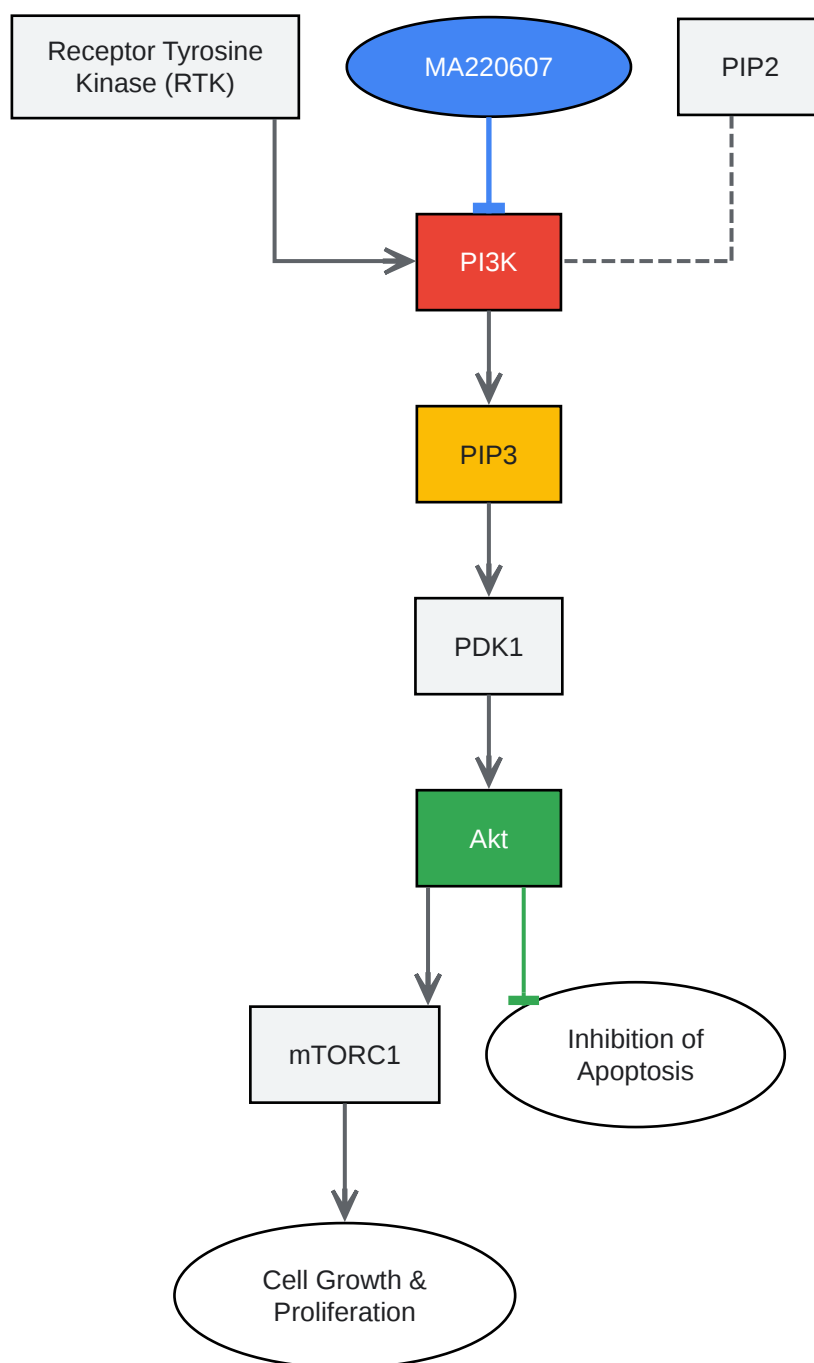 Receptor Tyrosine
Kinase (RTK)
MA220607
PIP2
PI3K
PIP3
PDK1
Akt
mTORC1
Inhibition of
Apoptosis
Cell Growth &
Proliferation